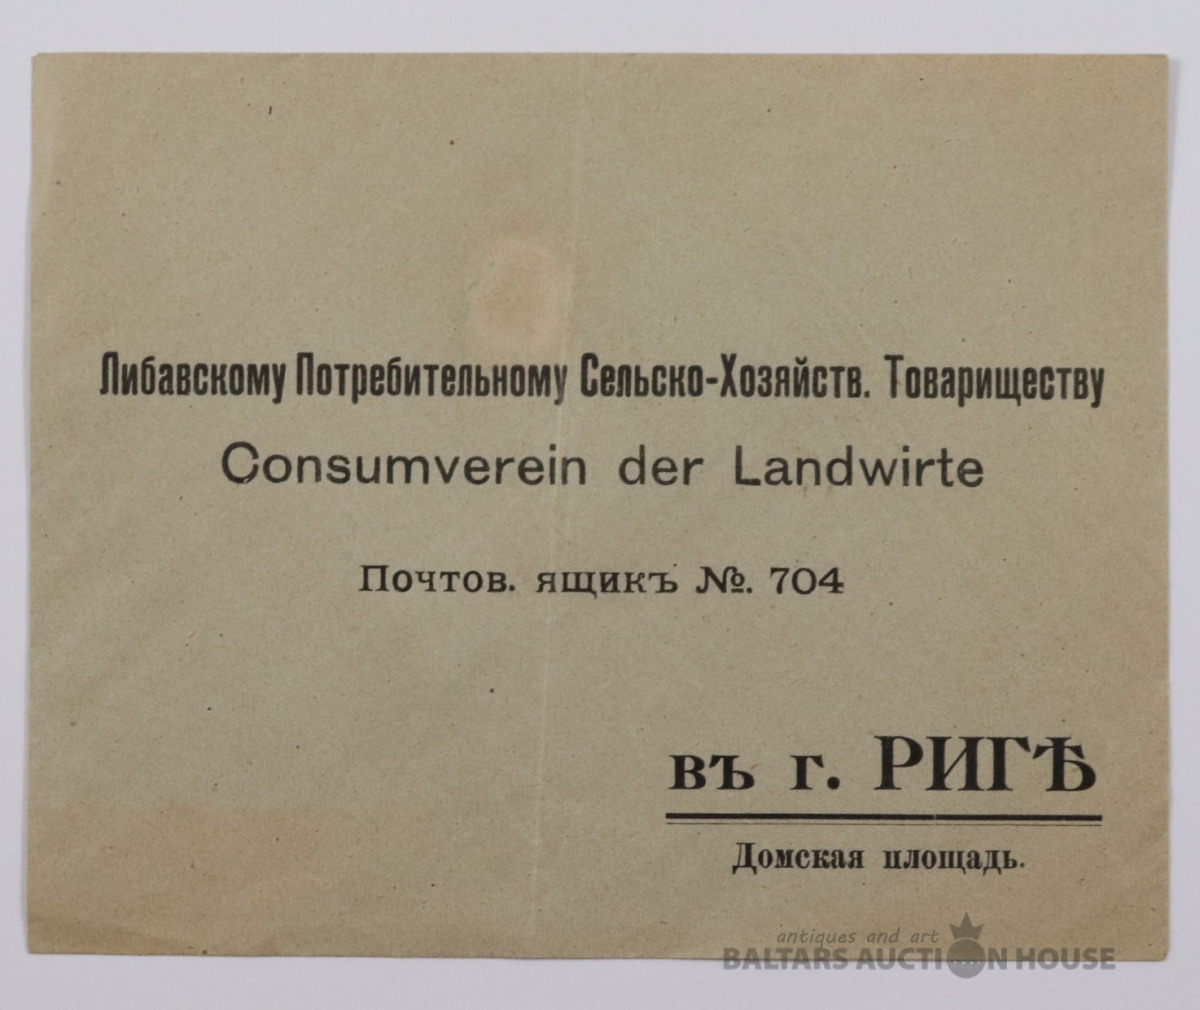 Либавскому Потребительному Сельско-Хозяйств. Товариществу
Consumverein der Landwirte
Почтов. ящикъ №. 704
въ г. РИГѢ
Домская площадь.
antiques and art
BALTARS AUCTION HOUSE